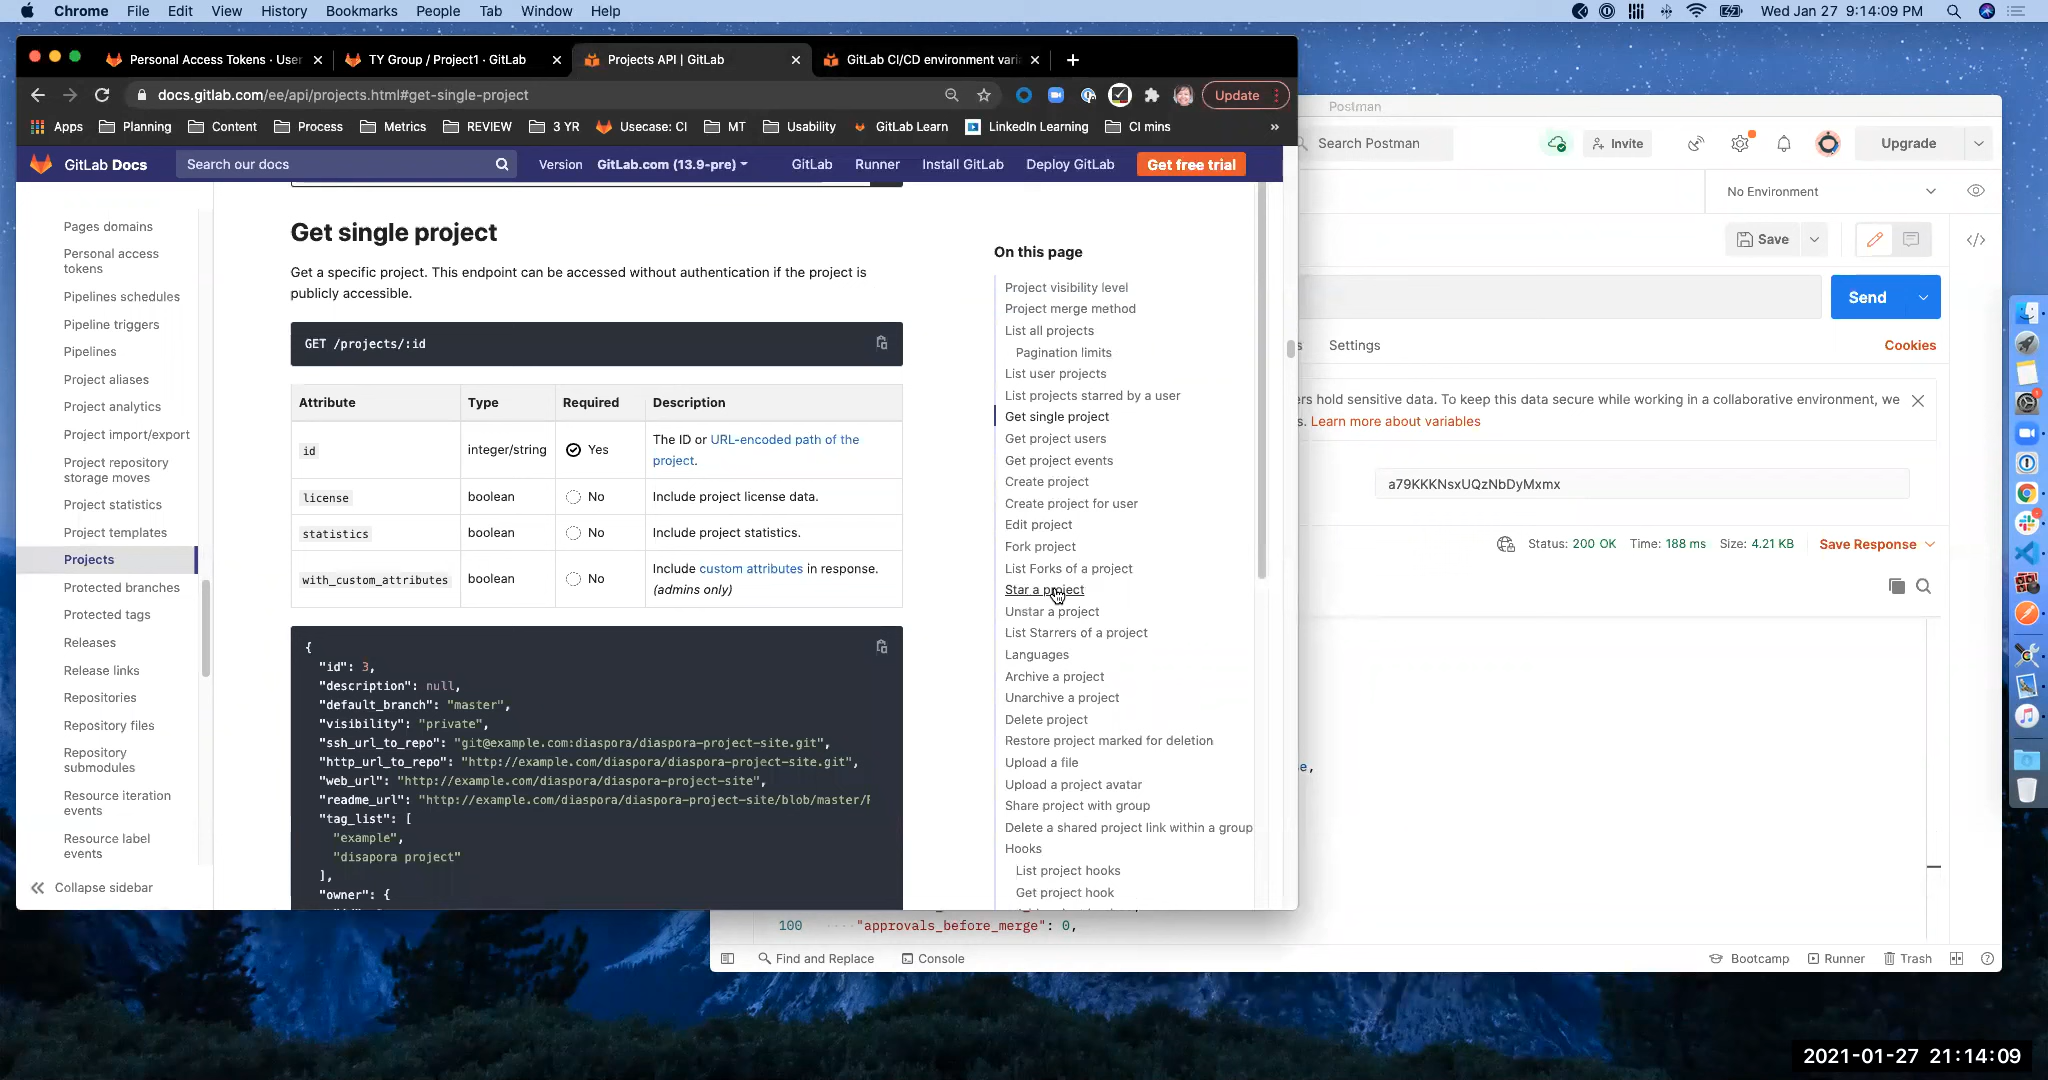 Chrome File Edit View History Bookmarks People Tab Window Help
Wed Jan 27 9:14:09 PM
Personal Access Tokens · User
TY Group / Project1 · GitLab
Projects API | GitLab
GitLab CI/CD environment varia
docs.gitlab.com/ee/api/projects.html#get-single-project
Update
Apps Planning Content Process Metrics REVIEW 3 YR Usecase: CI MT Usability GitLab Learn LinkedIn Learning CI mins »
GitLab Docs
Search our docs
Version GitLab.com (13.9-pre)
GitLab Runner Install GitLab Deploy GitLab Get free trial
Pages domains
Personal access
tokens
Pipelines schedules
Pipeline triggers
Pipelines
Project aliases
Project analytics
Project import/export
Project repository
storage moves
Project statistics
Project templates
Projects
Protected branches
Protected tags
Releases
Release links
Repositories
Repository files
Repository
submodules
Resource iteration
events
Resource label
events
Collapse sidebar
Get single project
Get a specific project. This endpoint can be accessed without authentication if the project is
publicly accessible.
GET /projects/:id
Attribute Type Required Description
id integer/string Yes The ID or URL-encoded path of the
project.
license boolean No Include project license data.
statistics boolean No Include project statistics.
with_custom_attributes boolean No Include custom attributes in response.
(admins only)
{
"id": 3,
"description": null,
"default_branch": "master",
"visibility": "private",
"ssh_url_to_repo": "git@example.com:diaspora/diaspora-project-site.git",
"http_url_to_repo": "http://example.com/diaspora/diaspora-project-site.git",
"web_url": "http://example.com/diaspora/diaspora-project-site",
"readme_url": "http://example.com/diaspora/diaspora-project-site/blob/master/
"tag_list": [
"example",
"disapora project"
],
"owner": {
On this page
Project visibility level
Project merge method
List all projects
Pagination limits
List user projects
List projects starred by a user
Get single project
Get project users
Get project events
Create project
Create project for user
Edit project
Fork project
List Forks of a project
Star a project
Unstar a project
List Starrers of a project
Languages
Archive a project
Unarchive a project
Delete project
Restore project marked for deletion
Upload a file
Upload a project avatar
Share project with group
Delete a shared project link within a group
Hooks
List project hooks
Get project hook
Postman
Search Postman
Invite
Upgrade
No Environment
Save
Send
Settings
Cookies
ers hold sensitive data. To keep this data secure while working in a collaborative environment, we
s. Learn more about variables
a79KKKNsxUQzNbDyMxmx
Status: 200 OK Time: 188 ms Size: 4.21 KB Save Response
e,
100 "approvals_before_merge": 0,
Find and Replace Console
Bootcamp Runner Trash
2021-01-27 21:14:09